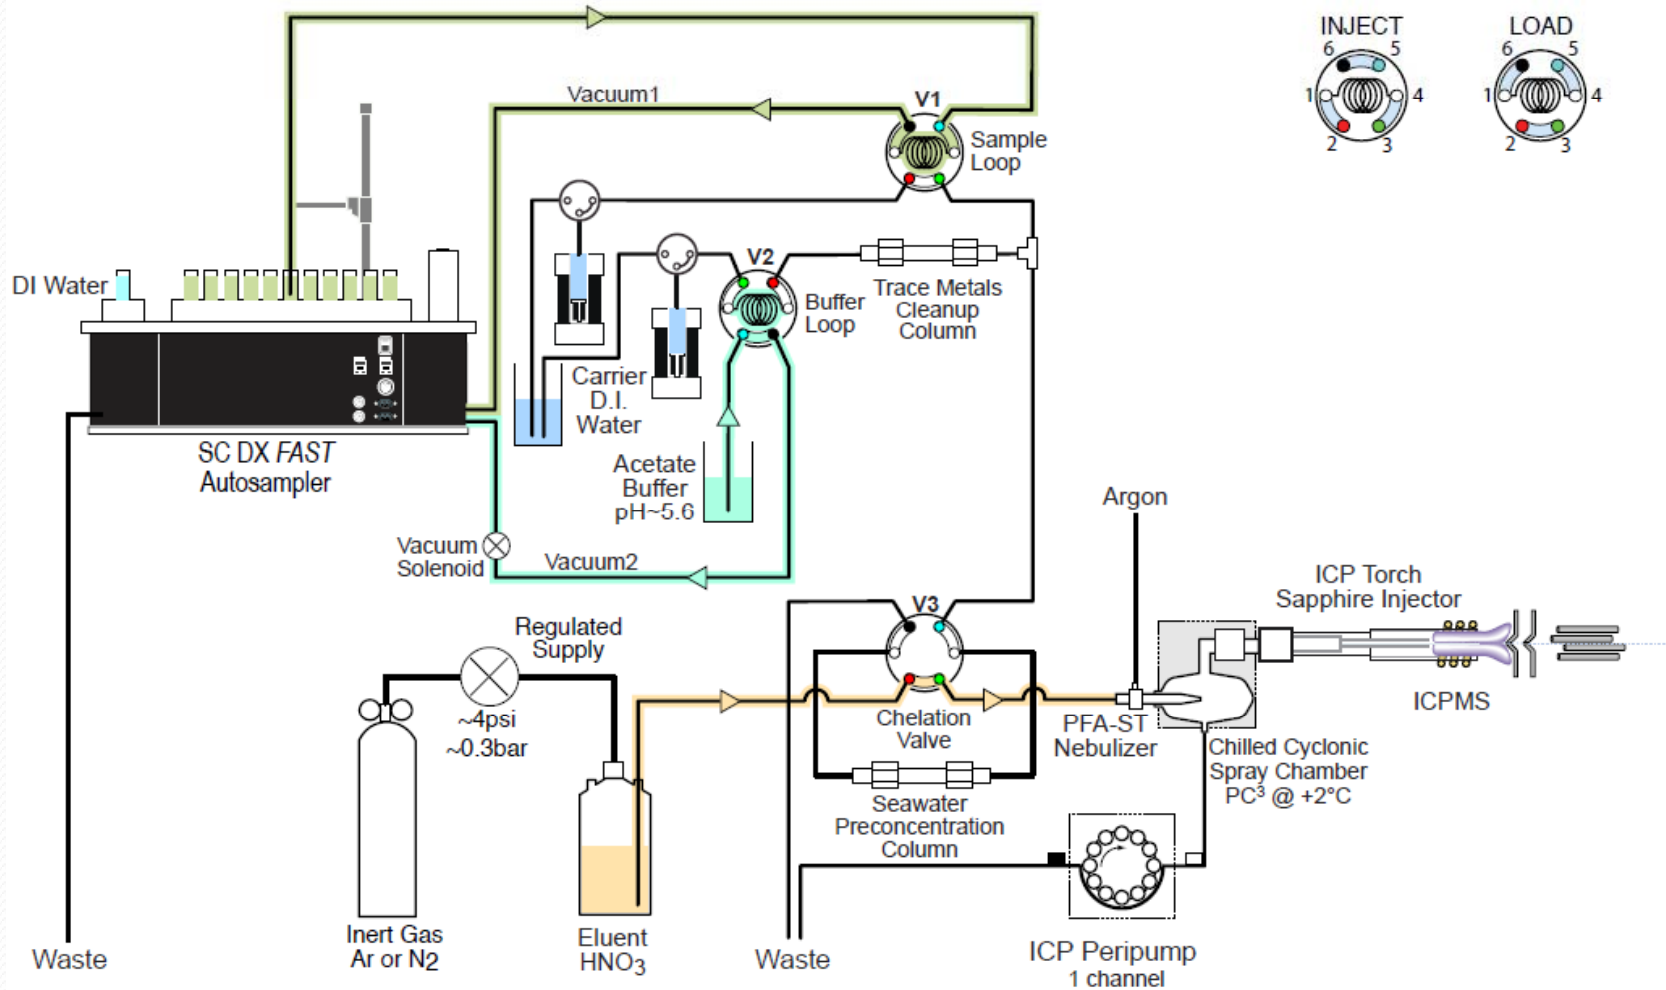 INJECT
6 5
1 4
2 3
LOAD
6 5
1 4
2 3
Vacuum1
V1
Sample
Loop
DI Water
V2
Buffer
Loop
Trace Metals
Cleanup
Column
Carrier
D.I.
Water
SC DX FAST
Autosampler
Acetate
Buffer
pH~5.6
Vacuum
Solenoid
Vacuum2
Argon
V3
ICP Torch
Sapphire Injector
Regulated
Supply
~4psi
~0.3bar
Chelation
Valve
PFA-ST
Nebulizer
ICPMS
Chilled Cyclonic
Spray Chamber
PC3 @ +2°C
Seawater
Preconcentration
Column
Inert Gas
Ar or N2
Eluent
HNO3
Waste
Waste
ICP Peripump
1 channel